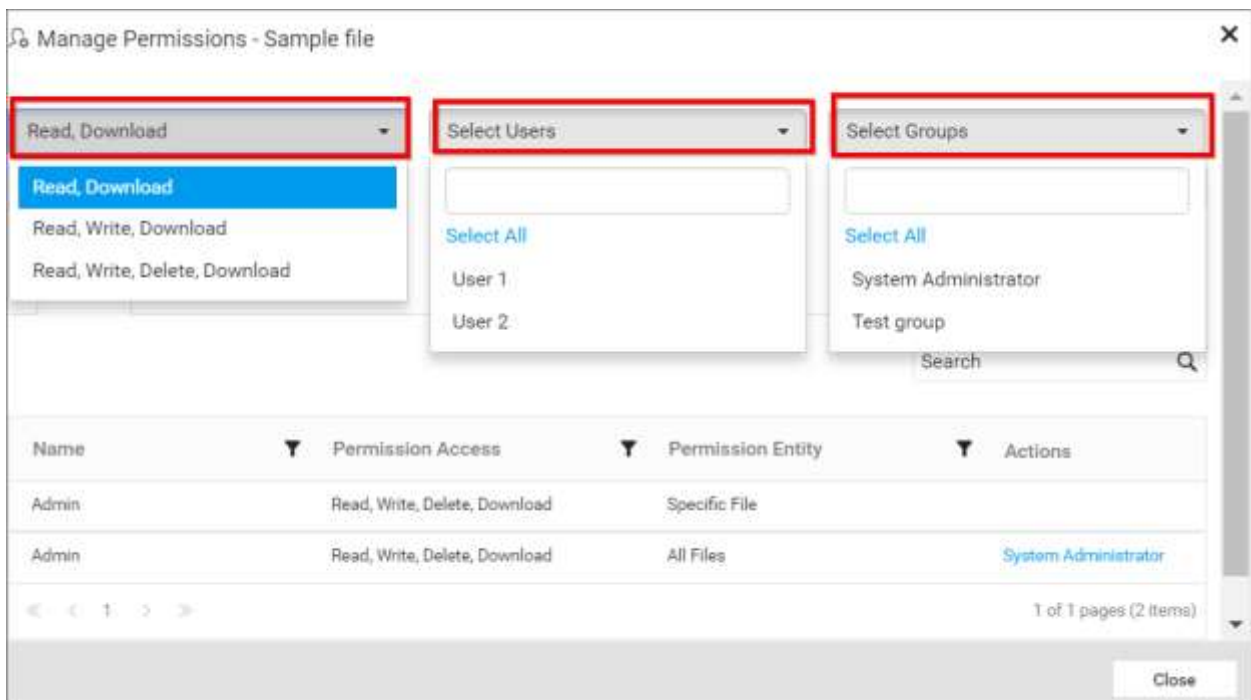 Manage Permissions - Sample file
Read, Download
Select Users
Select Groups
Read, Download
Read, Write, Download
Read, Write, Delete, Download
Select All
User 1
User 2
Select All
System Administrator
Test group
Search
Name Permission Access Permission Entity Actions
Admin Read, Write, Delete, Download Specific File
Admin Read, Write, Delete, Download All Files System Administrator
1 1 of 1 pages (2 items)
Close